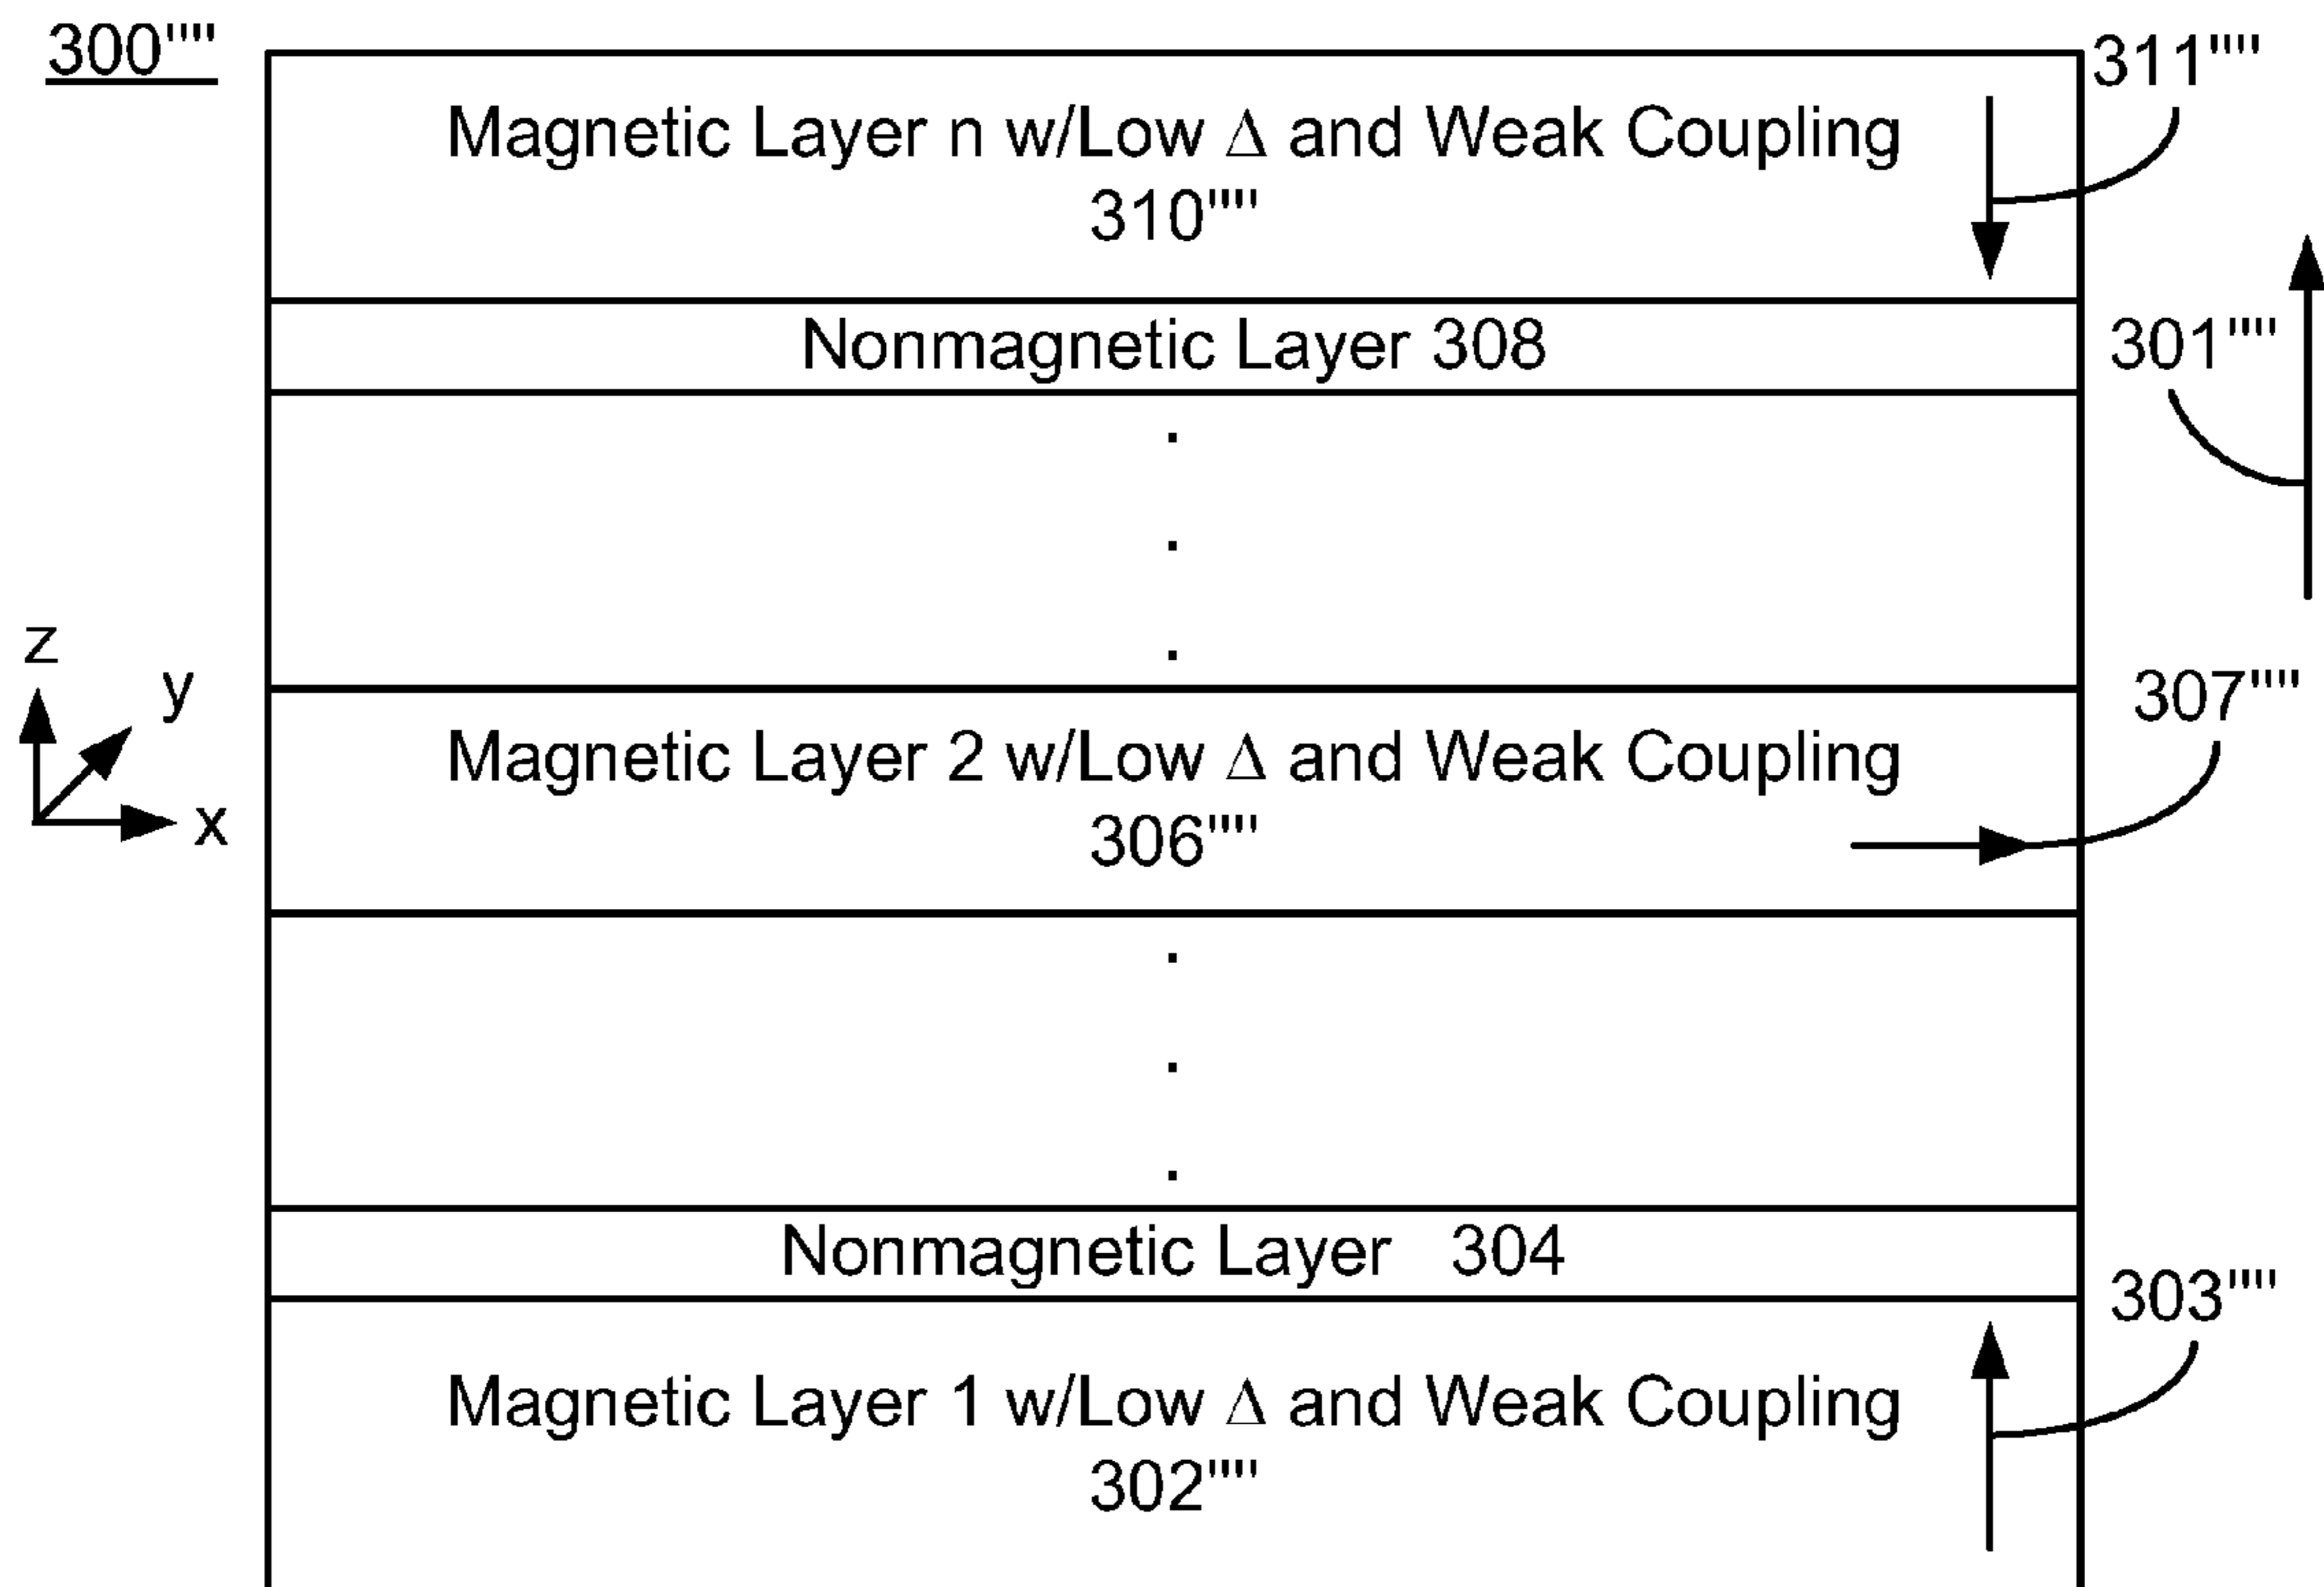 300""
311""
Magnetic Layer n w/Low Δ and Weak Coupling
310""
Nonmagnetic Layer 308
301""
.
.
.
z
y
x
307""
Magnetic Layer 2 w/Low Δ and Weak Coupling
306""
.
.
.
Nonmagnetic Layer 304
303""
Magnetic Layer 1 w/Low Δ and Weak Coupling
302""